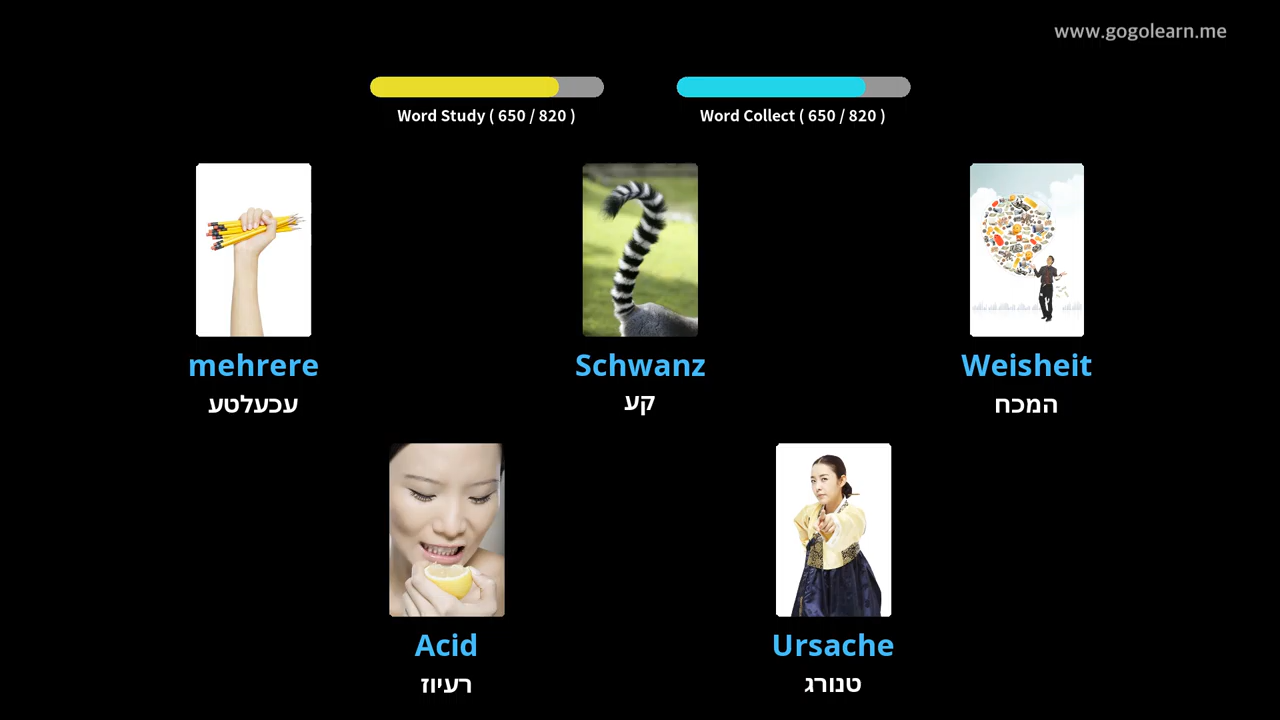 www.gogolearn.me
Word Study ( 650 / 820 )
Word Collect ( 650 / 820 )
mehrere
עכעלטע
Schwanz
קע
Weisheit
המכח
Acid
רעיוז
Ursache
טנורג